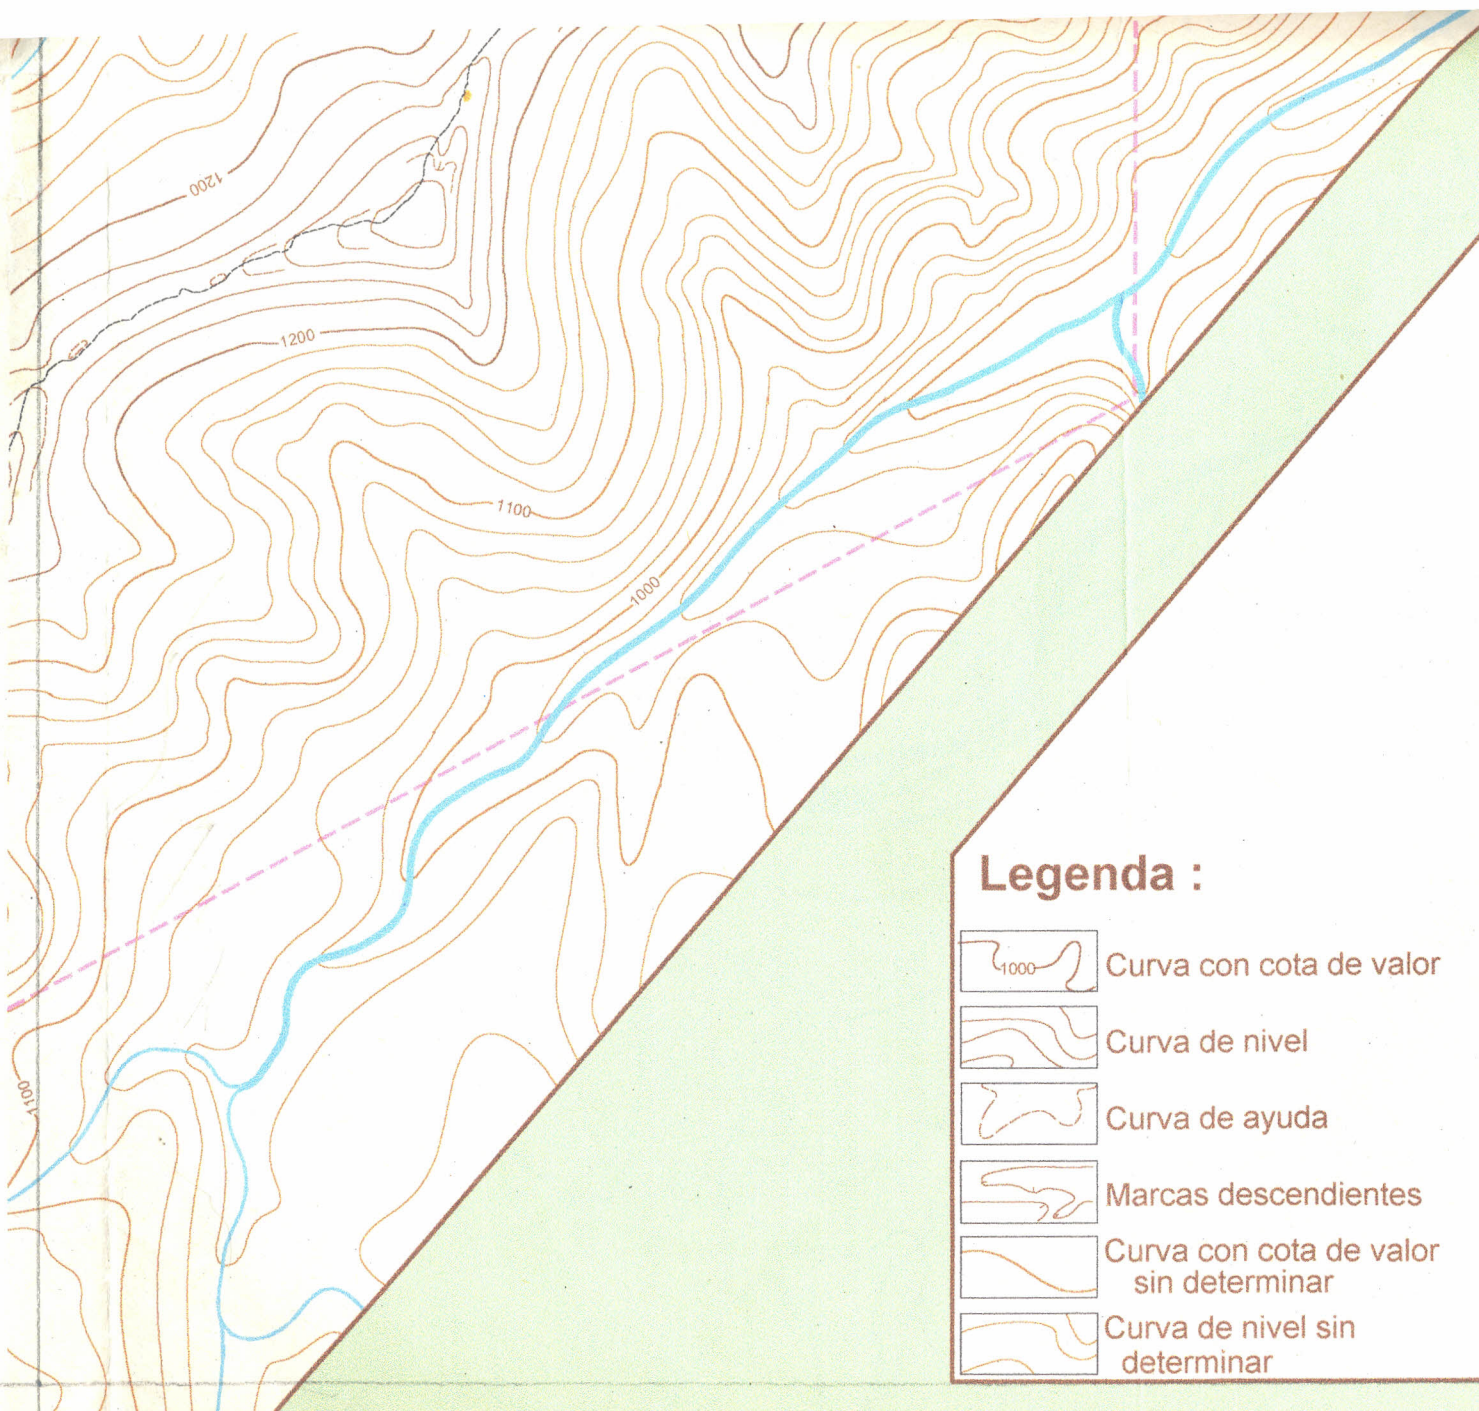 1200
1200
1100
1000
1100
Legenda :
1000
Curva con cota de valor
Curva de nivel
Curva de ayuda
Marcas descendientes
Curva con cota de valor
sin determinar
Curva de nivel sin
determinar